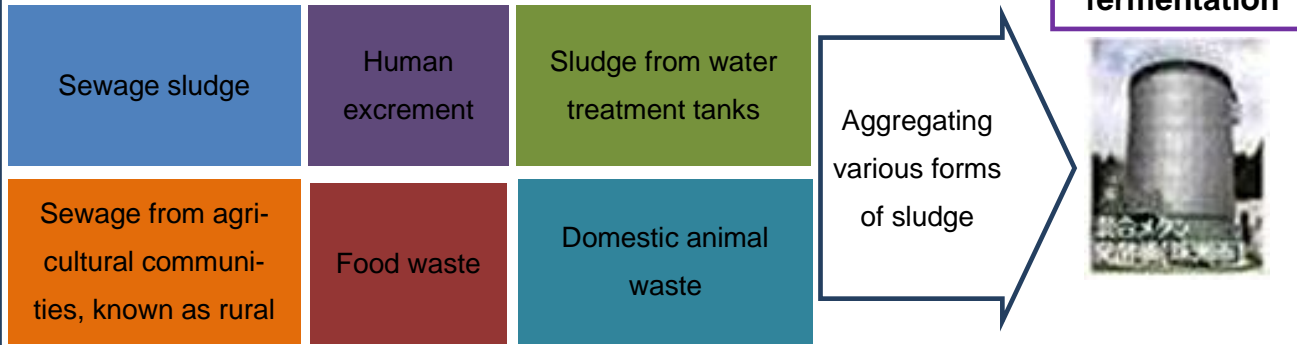 fermentation
Sewage sludge
Human
excrement
Sludge from water
treatment tanks
Sewage from agri-
cultural communi-
ties, known as rural
Food waste
Domestic animal
waste
Aggregating
various forms
of sludge